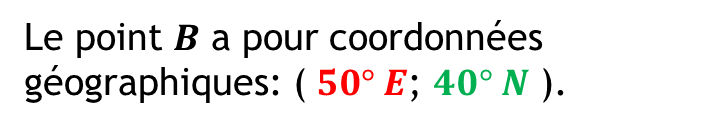 Le point B a pour coordonnées
géographiques: ( 50° E; 40° N ).